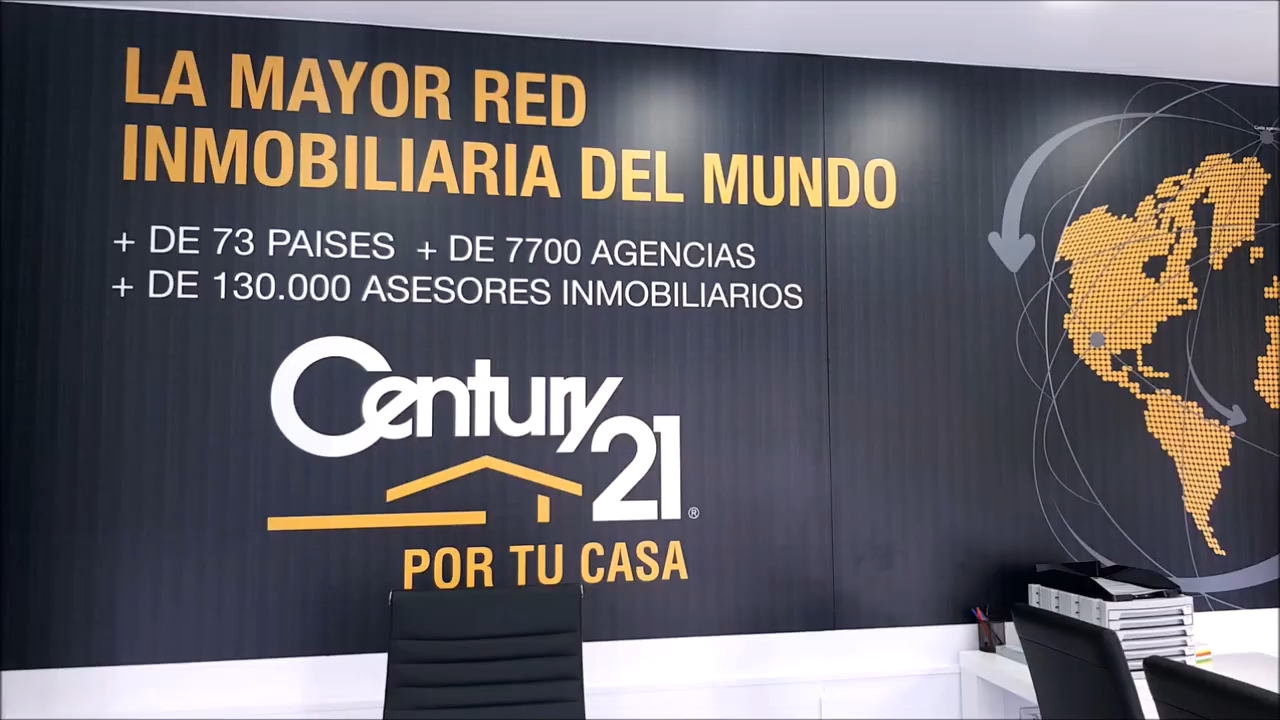 LA MAYOR RED
INMOBILIARIA DEL MUNDO
+ DE 73 PAISES + DE 7700 AGENCIAS
+ DE 130.000 ASESORES INMOBILIARIOS
Century
21®
POR TU CASA